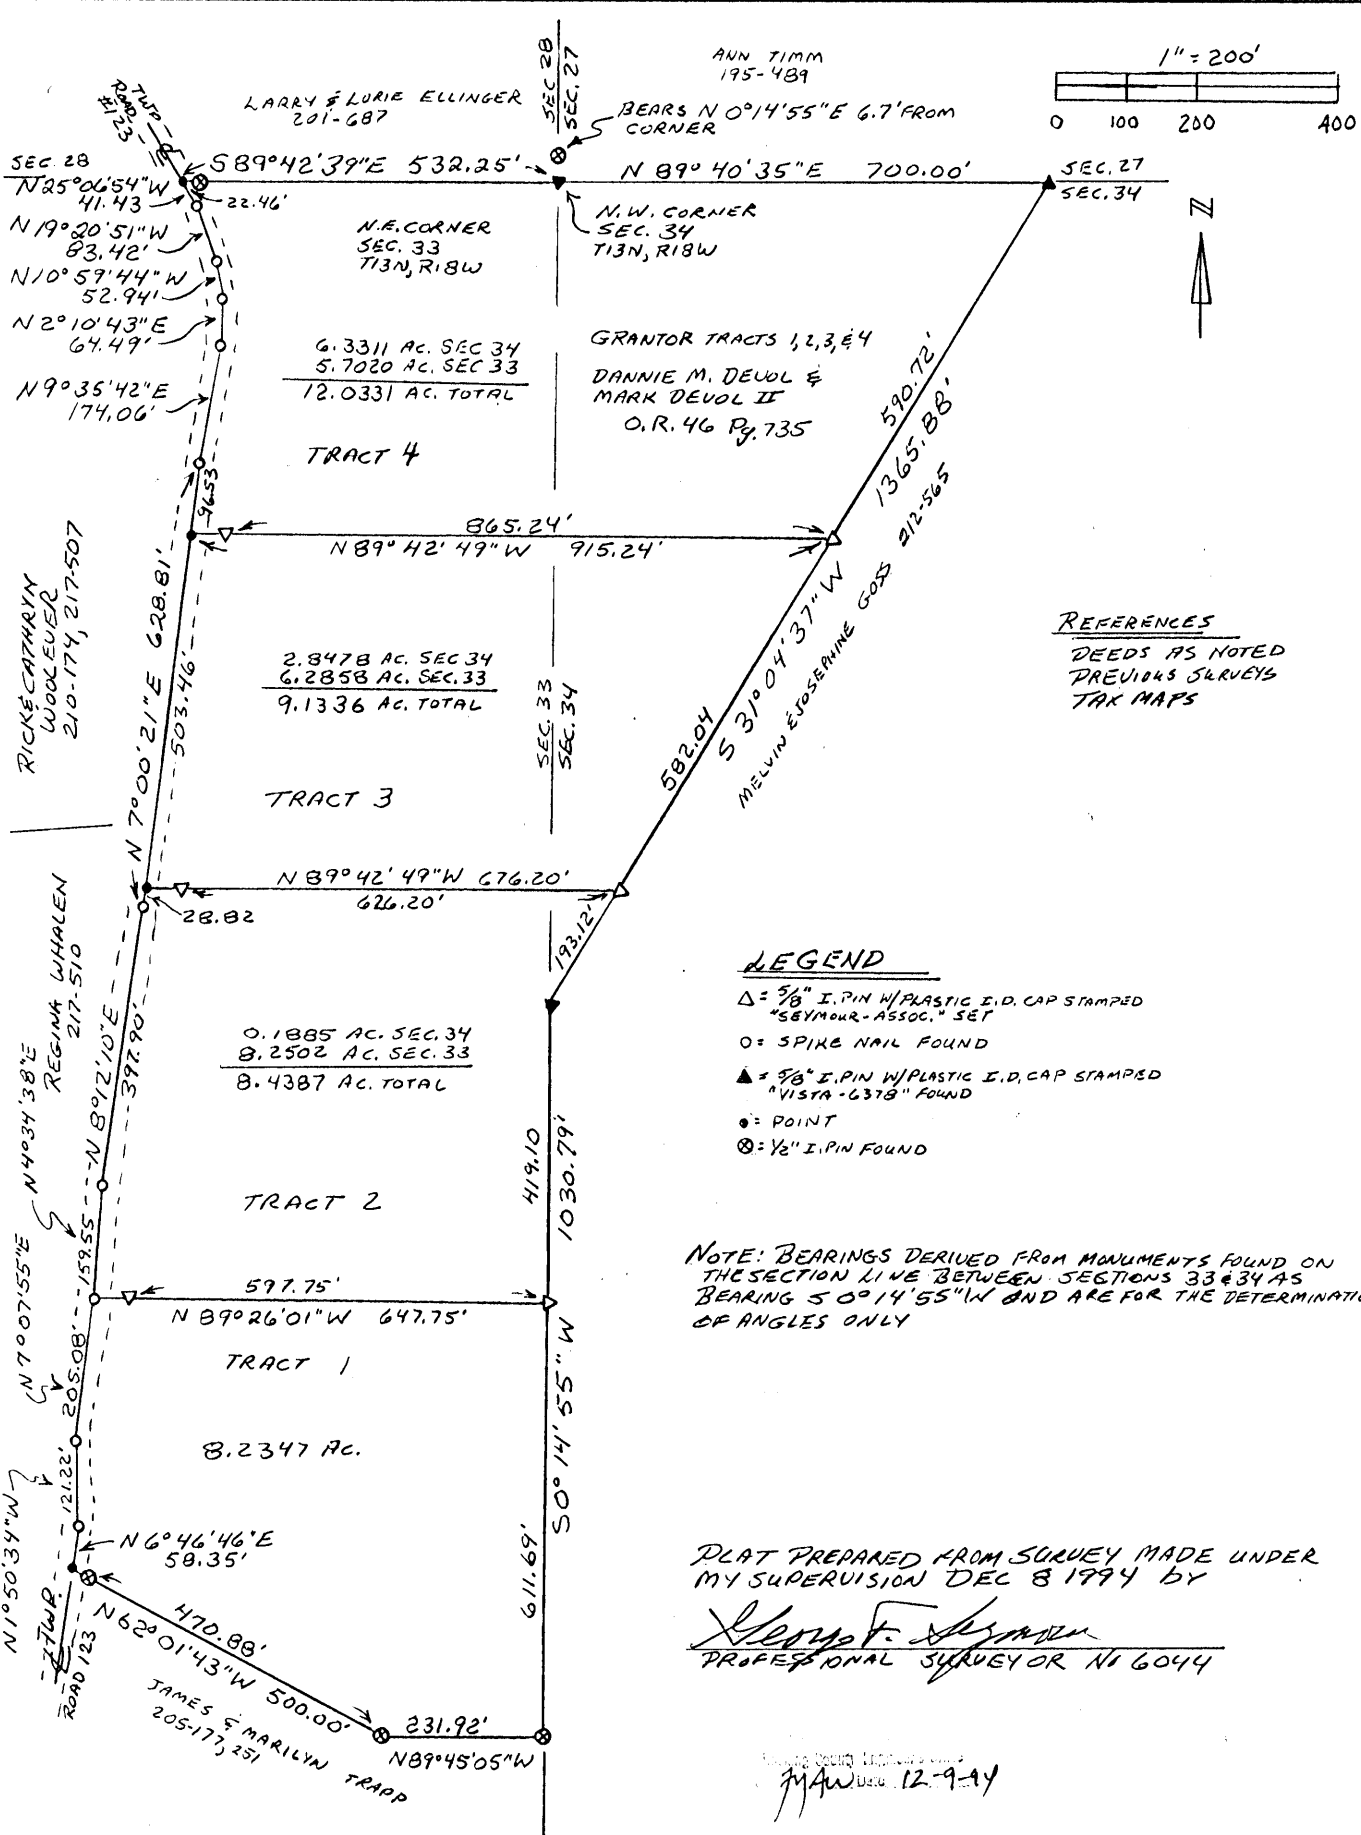 1" = 200'
0 100 200 400
ANN TIMM
195-489
SEC 28
SEC. 27
LARRY & LURIE ELLINGER
201-687
BEARS N 0°14'55"E 6.7' FROM
CORNER
TWP.
ROAD
#123
SEC. 28
S89°42'39"E 532.25'
N 89°40'35"E 700.00'
SEC. 27
SEC. 34
N25°06'54"W
41.43
22.46'
N 19°20'51"W
83.42'
N10°59'44"W
52.94'
N 2°10'43"E
64.49'
N 9°35'42"E
174.06'
N.E. CORNER
SEC. 33
T13N, R18W
N.W. CORNER
SEC. 34
T13N, R18W
N
6.3311 AC. SEC 34
5.7020 AC. SEC 33
12.0331 AC. TOTAL
TRACT 4
GRANTOR TRACTS 1,2,3,&4
DANNIE M. DEVOL &
MARK DEVOL II
O.R. 46 Pg. 735
590.72'
1365.88'
96.53
865.24'
N 89°42'49"W 915.24'
S 31°04'37"W
MELVIN & JOSEPHINE GOSS 212-565
RICK & CATHRYN
WOOLEVER
210-174, 217-507
N 7°00'21"E 628.81'
503.46'
2.8478 AC. SEC 34
6.2858 AC. SEC. 33
9.1336 AC. TOTAL
SEC. 33
SEC. 34
582.04
TRACT 3
REFERENCES
DEEDS AS NOTED
PREVIOUS SURVEYS
TAX MAPS
N 89°42'49"W 676.20'
626.20'
28.82
193.12'
REGINA WHALEN
217-510
N 8°12'10"E
397.90'
0.1885 AC. SEC. 34
8.2502 AC. SEC. 33
8.4387 AC. TOTAL
TRACT 2
419.10
1030.79'
LEGEND
△ = 5/8" I. PIN W/PLASTIC I.D. CAP STAMPED
"SEYMOUR-ASSOC." SET
O = SPIKE NAIL FOUND
▲ = 5/8" I. PIN W/PLASTIC I.D. CAP STAMPED
"VISTA-6378" FOUND
● = POINT
⊗ = 1/2" I. PIN FOUND
N4°34'38"E
159.55
597.75'
N 89°26'01"W 647.75'
NOTE: BEARINGS DERIVED FROM MONUMENTS FOUND ON
THE SECTION LINE BETWEEN SECTIONS 33 & 34 AS
BEARING S 0°14'55"W AND ARE FOR THE DETERMINATI
OF ANGLES ONLY
N 7°07'55"E
205.08'
TRACT 1
8.2347 AC.
S 0°14'55"W
611.69'
N 1°50'34"W
121.22'
N 6°46'46"E
58.35'
TWP.
ROAD 123
470.88'
N 62°01'43"W 500.00'
JAMES & MARILYN TRAPP
205-177, 251
231.92'
N89°45'05"W
PLAT PREPARED FROM SURVEY MADE UNDER
MY SUPERVISION DEC 8 1994 by
George F. Seymour
PROFESSIONAL SURVEYOR No 6044
12-9-94